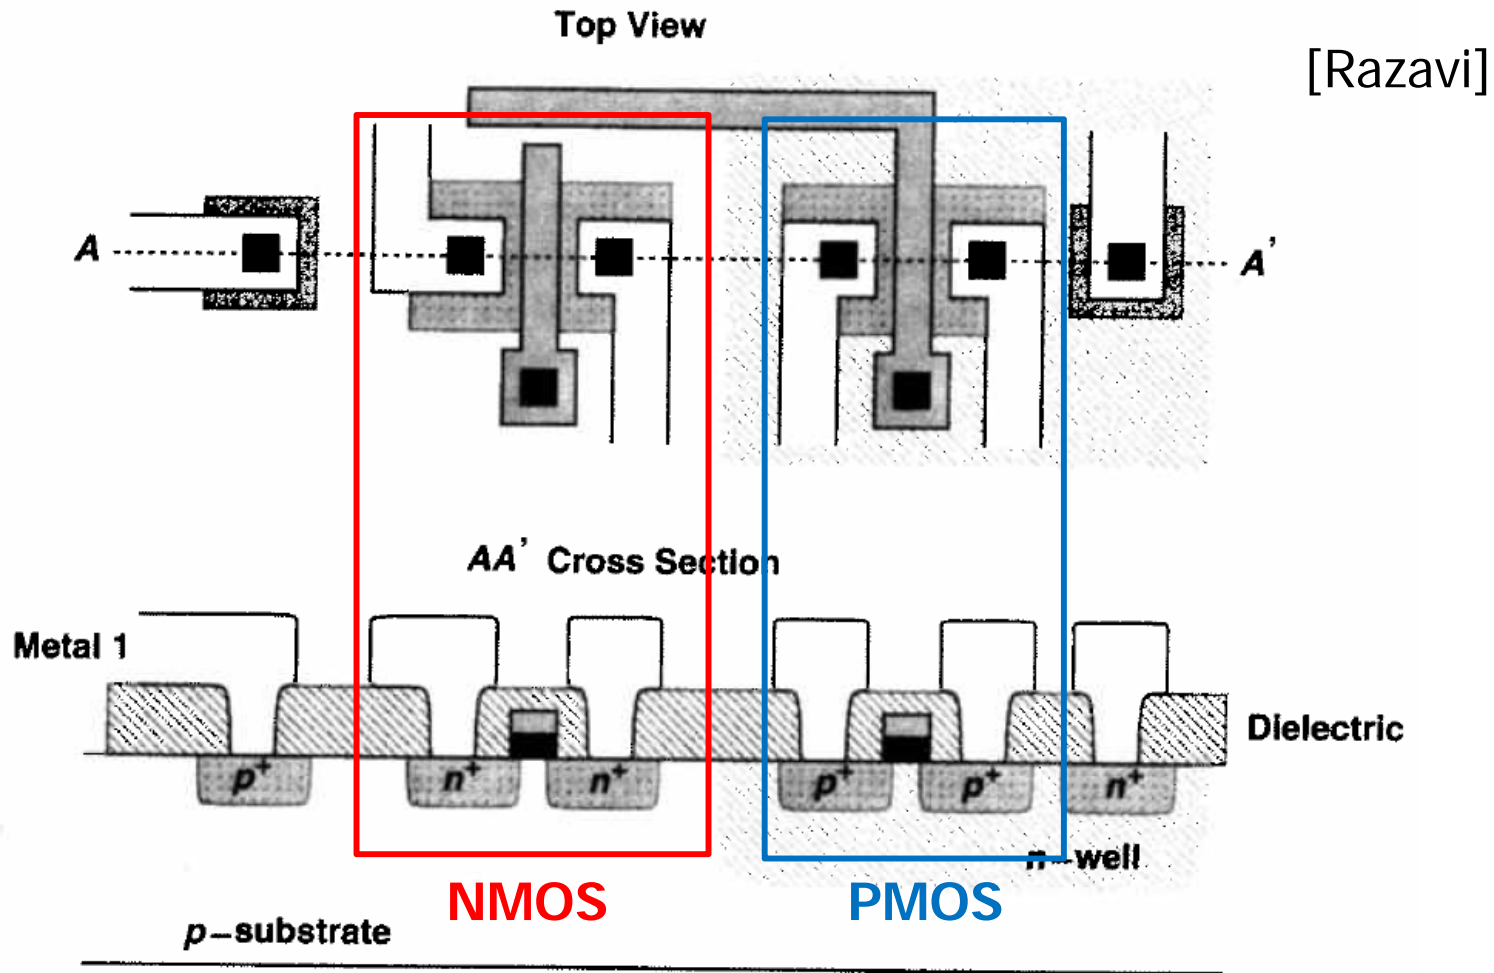 Top View
[Razavi]
A
A’
AA’ Cross Section
Metal 1
Dielectric
p+
n+
n+
p+
p+
n+
n–well
NMOS
PMOS
p–substrate